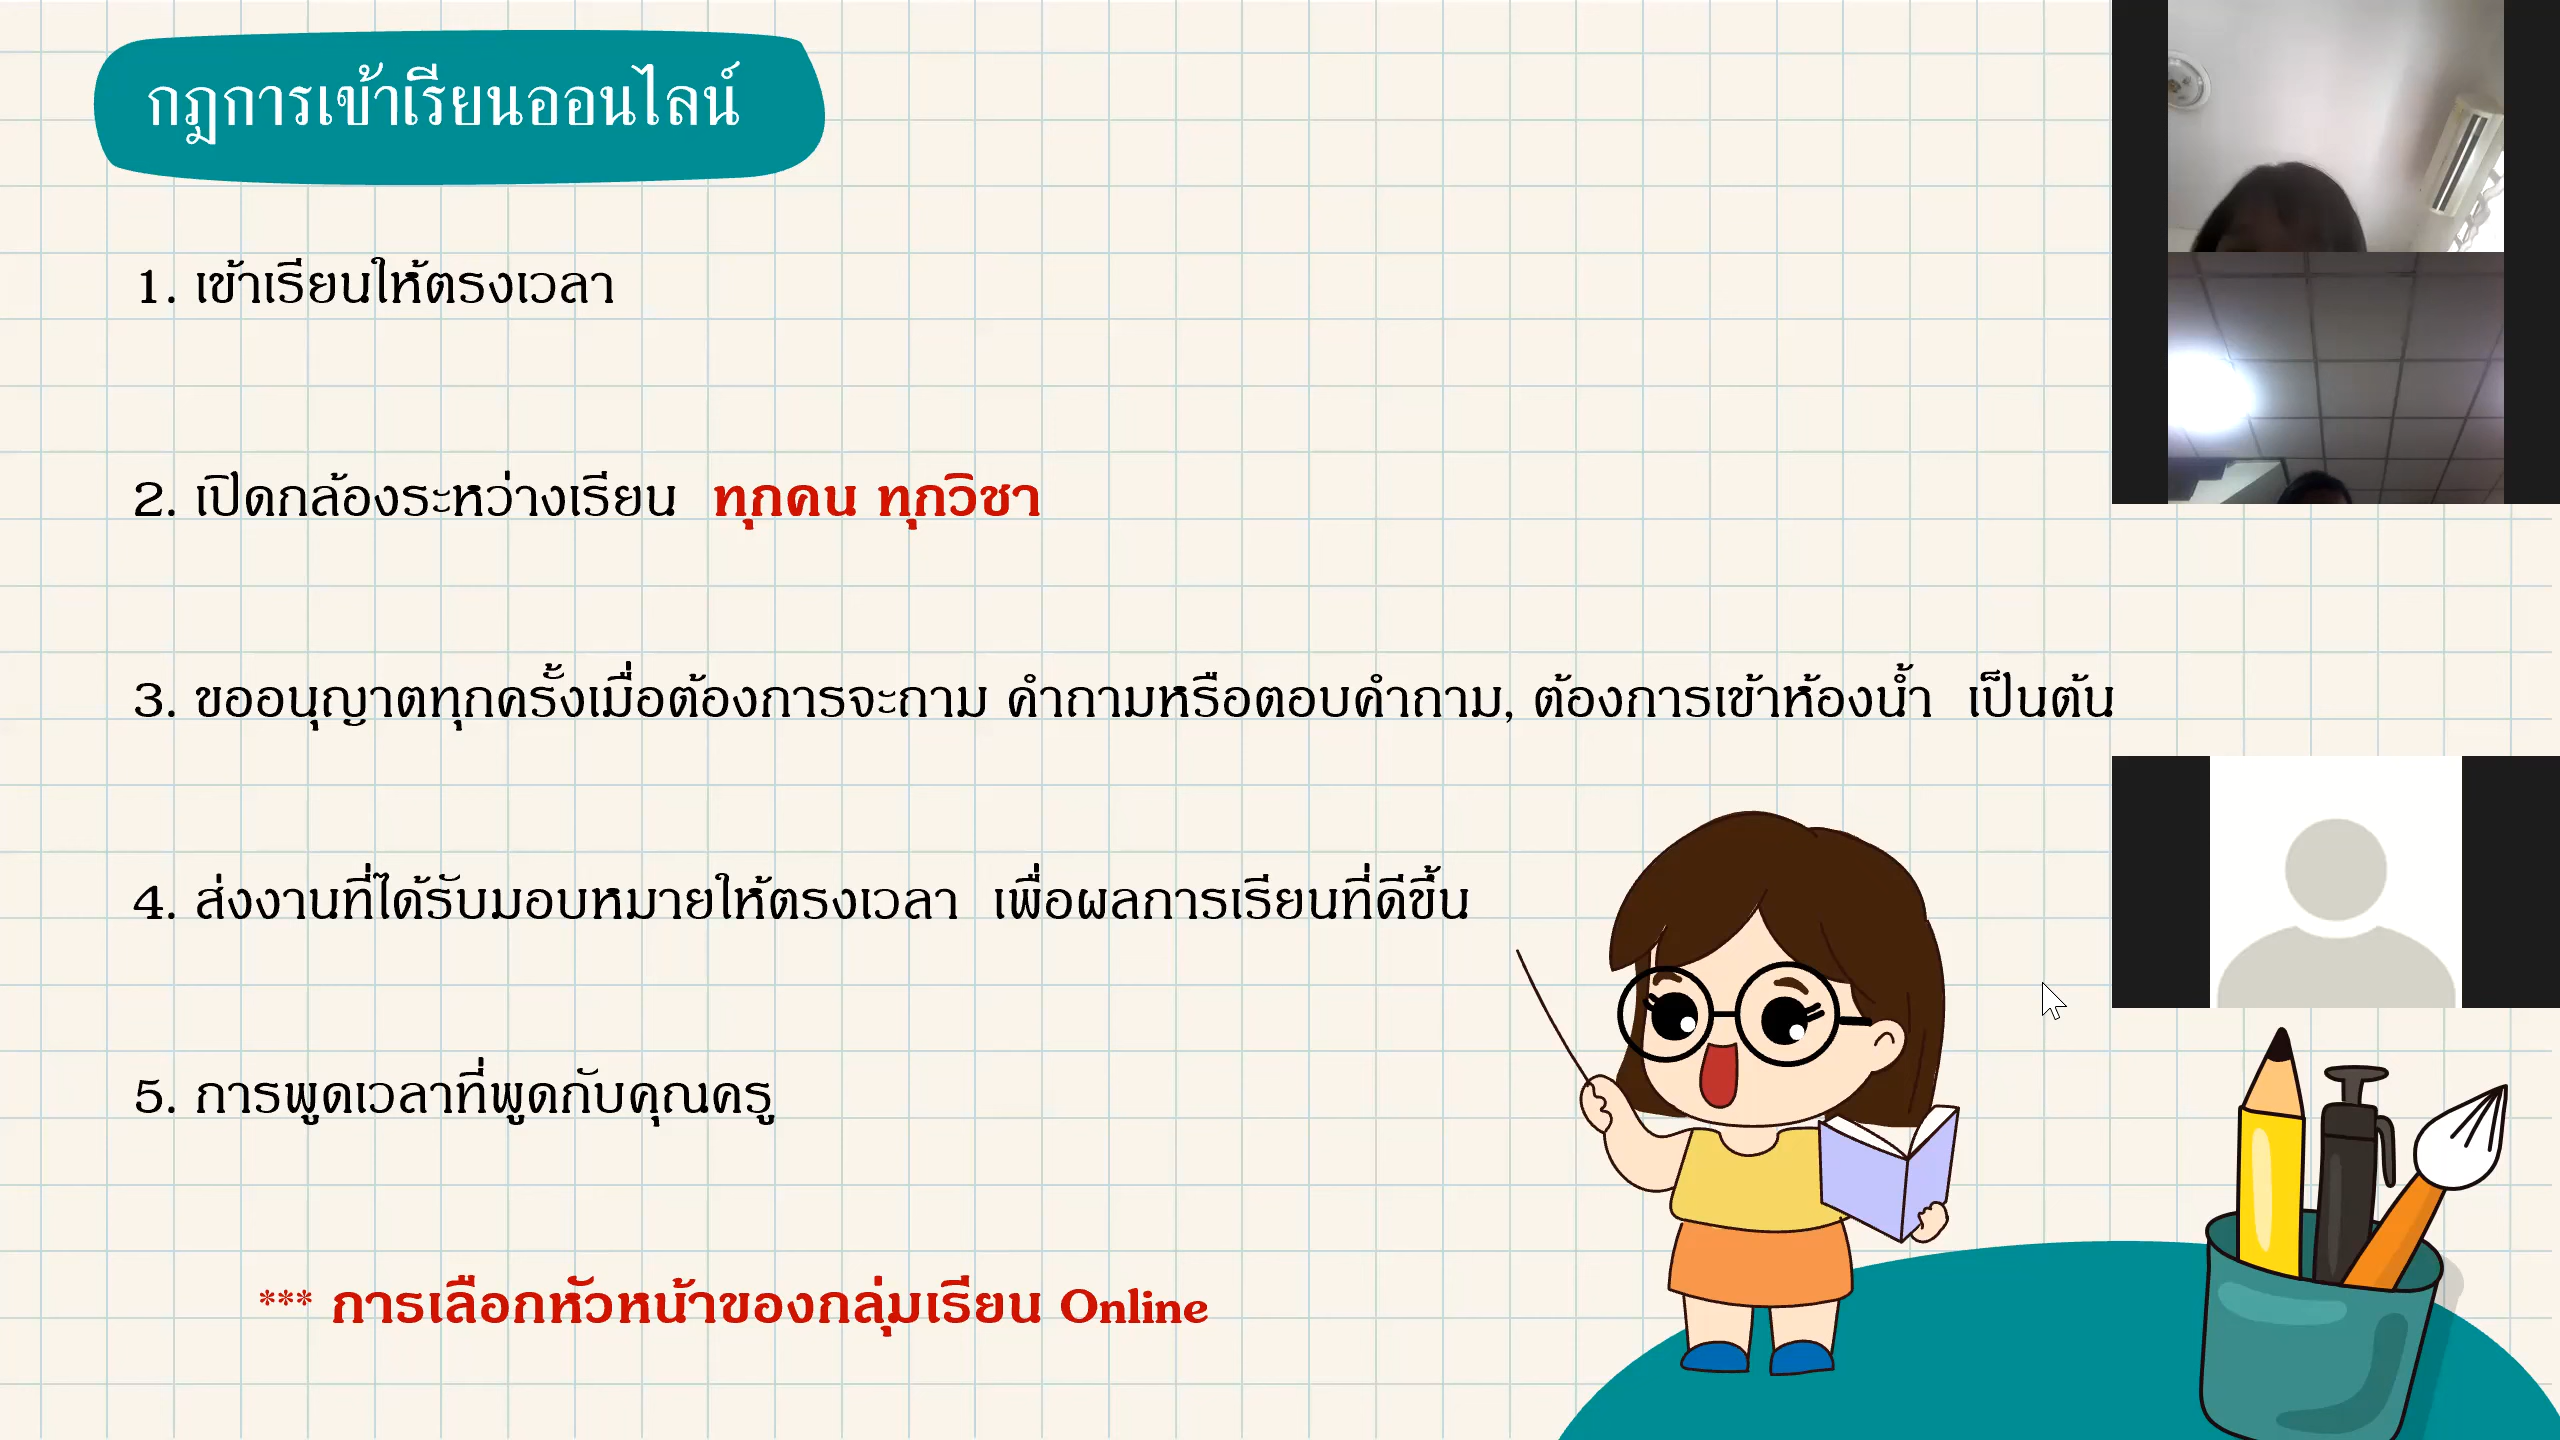 กฎการเข้าเรียนออนไลน์
1. เข้าเรียนให้ตรงเวลา
2. เปิดกล้องระหว่างเรียน ทุกคน ทุกวิชา
3. ขออนุญาตทุกครั้งเมื่อต้องการจะถาม คำถามหรือตอบคำถาม, ต้องการเข้าห้องน้ำ เป็นต้น
4. ส่งงานที่ได้รับมอบหมายให้ตรงเวลา เพื่อผลการเรียนที่ดีขึ้น
5. การพูดเวลาที่พูดกับคุณครู
*** การเลือกหัวหน้าของกลุ่มเรียน Online